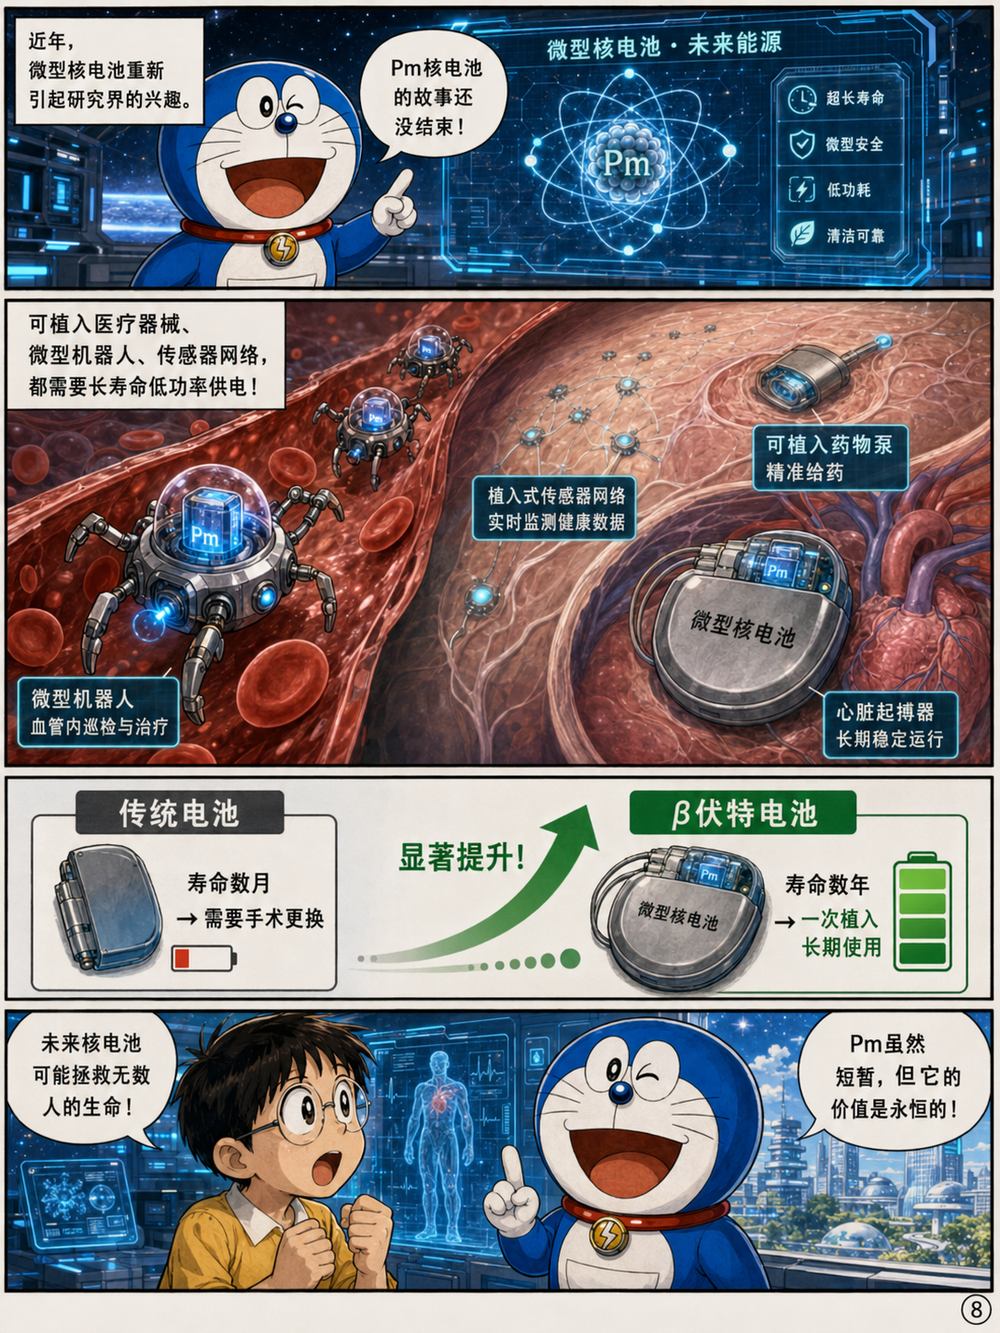 近年，
微型核电池重新
引起研究界的兴趣。
Pm核电池
的故事还
没结束！
微型核电池·未来能源
Pm
超长寿命
微型安全
低功耗
清洁可靠
可植入医疗器械、
微型机器人、传感器网络，
都需要长寿命低功率供电！
Pm
Pm
Pm
微型机器人
血管内巡检与治疗
植入式传感器网络
实时监测健康数据
可植入药物泵
精准给药
Pm
微型核电池
心脏起搏器
长期稳定运行
传统电池
寿命数月
→需要手术更换
显著提升！
β伏特电池
Pm
微型核电池
寿命数年
→一次植入
长期使用
未来核电池
可能拯救无数
人的生命！
Pm虽然
短暂，但它的
价值是永恒的！
8